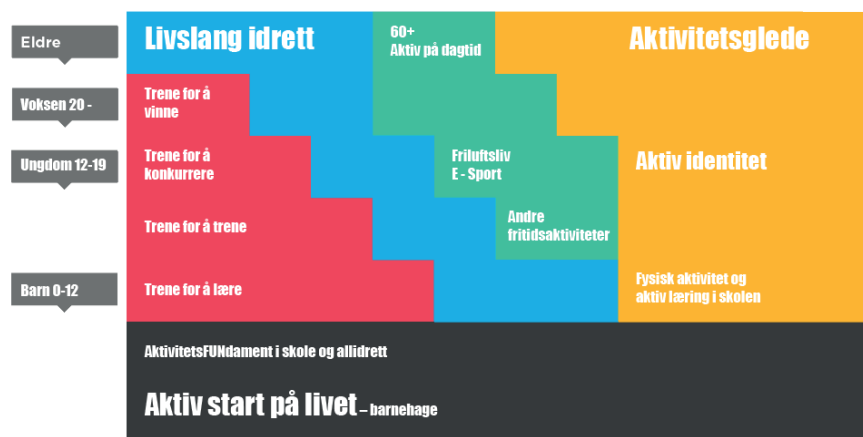 Eldre
Livslang idrett
60+
Aktiv på dagtid
Aktivitetsglede
Voksen 20 -
Trene for å
vinne
Ungdom 12-19
Trene for å
konkurrere
Friluftsliv
E - Sport
Aktiv identitet
Trene for å trene
Andre
fritidsaktiviteter
Barn 0-12
Trene for å lære
Fysisk aktivitet og
aktiv læring i skolen
AktivitetsFUNdament i skole og allidrett
Aktiv start på livet – barnehage